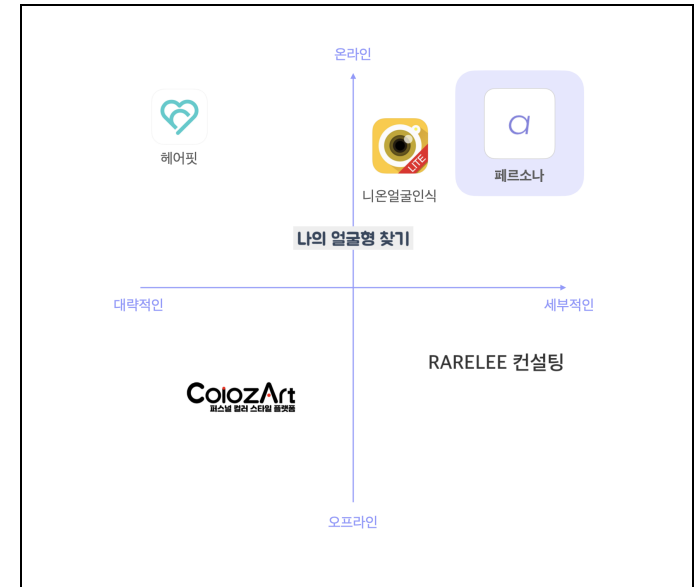 온라인
헤어핏
LITE
니온얼굴인식
a
페르소나
나의 얼굴형 찾기
대략적인
세부적인
RARELEE 컨설팅
ColozArt
퍼스널 컬러 스타일 플랫폼
오프라인